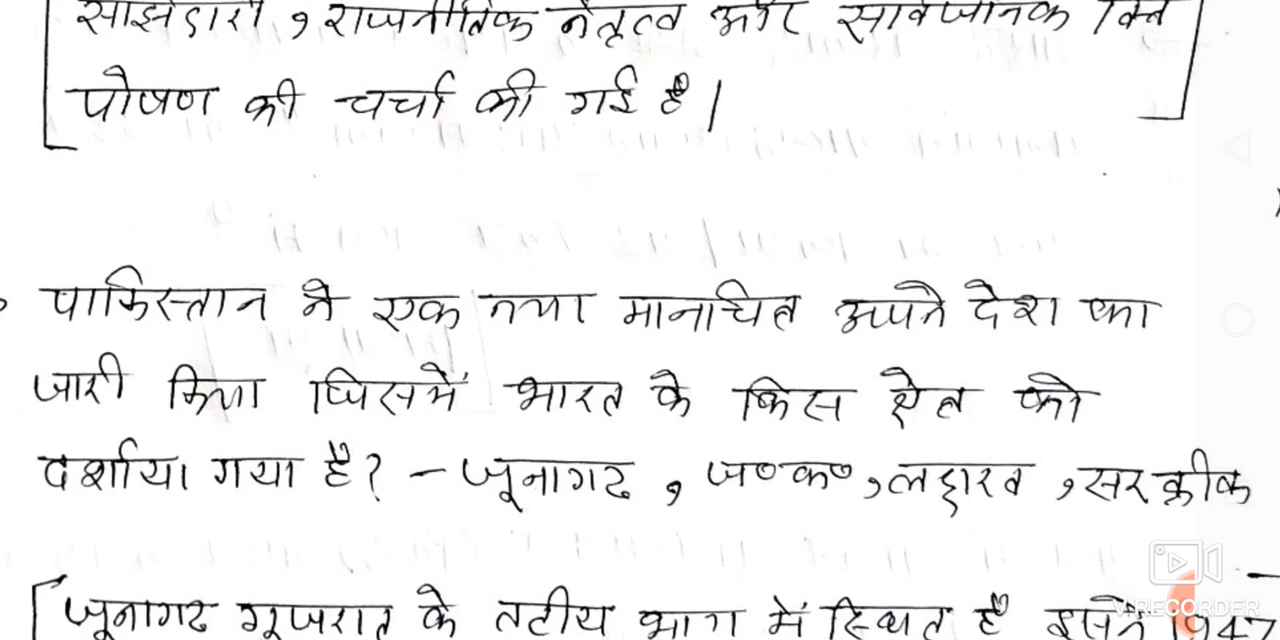 साझेदारी , राजनीतिक नेतृत्व और सार्वजनिक वित्त
पोषण की चर्चा की गई है |
पाकिस्तान ने एक नया मानचित्र अपने देश का
जारी किया जिसमें भारत के किस क्षेत्र को
दर्शाया गया है? - जूनागढ , ज०क० , लद्दाख , सरक्रीक
[ जूनागढ गुजरात के तटीय भाग में स्थित है इसने 1947
V RECORDER